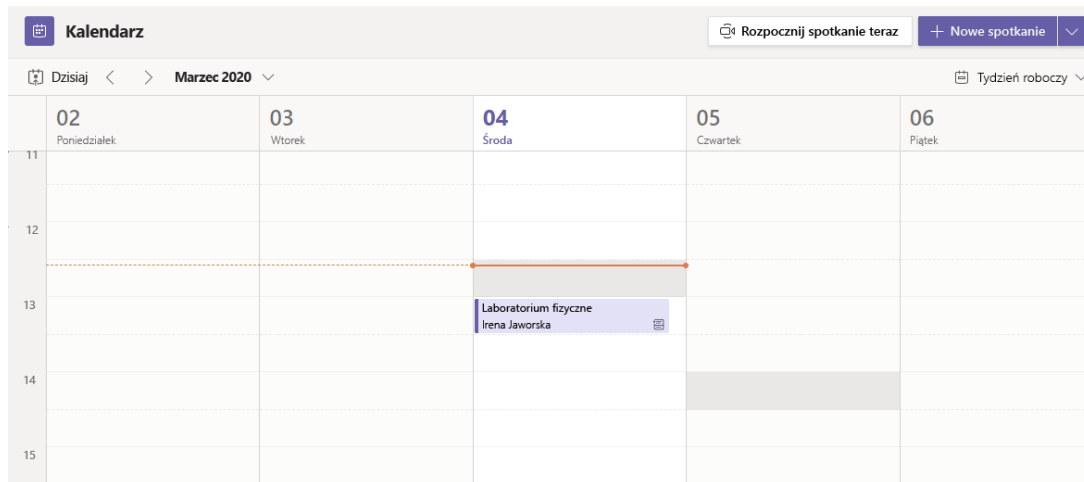 Kalendarz
Rozpocznij spotkanie teraz
+ Nowe spotkanie
Dzisiaj
Marzec 2020
Tydzień roboczy
02
Poniedziałek
03
Wtorek
04
Środa
05
Czwartek
06
Piątek
11
12
13
Laboratorium fizyczne
Irena Jaworska
14
15